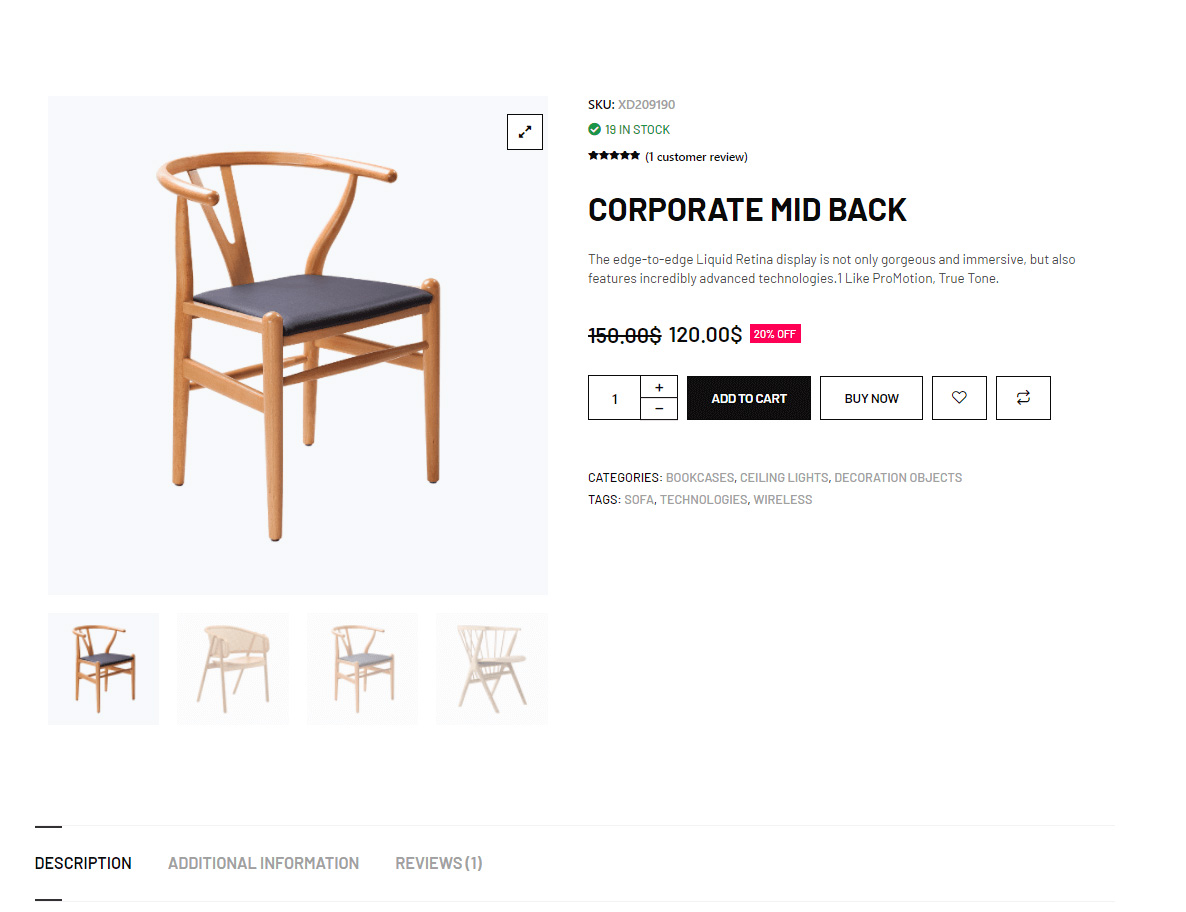 SKU: XD209190
19 IN STOCK
(1 customer review)
CORPORATE MID BACK
The edge-to-edge Liquid Retina display is not only gorgeous and immersive, but also
features incredibly advanced technologies.1 Like ProMotion, True Tone.
150.00$ 120.00$ 20% OFF
1 + −
ADD TO CART
BUY NOW
CATEGORIES: BOOKCASES, CEILING LIGHTS, DECORATION OBJECTS
TAGS: SOFA, TECHNOLOGIES, WIRELESS
DESCRIPTION
ADDITIONAL INFORMATION
REVIEWS (1)